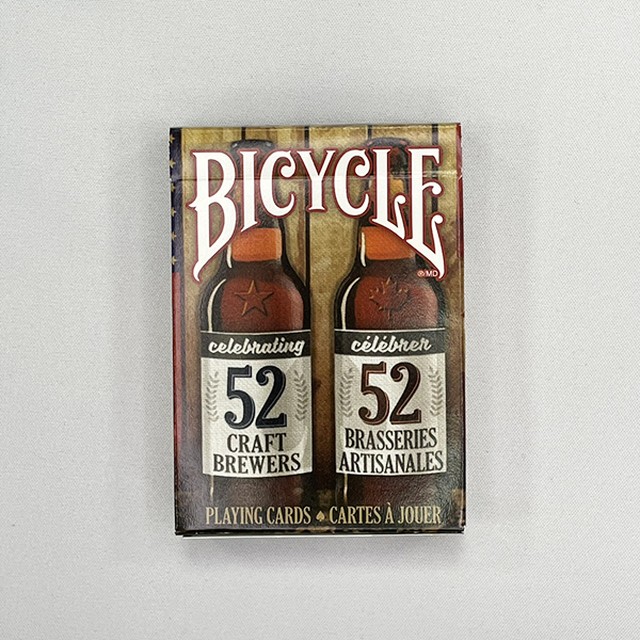 BICYCLE
®MD
celebrating
52
CRAFT
BREWERS
célébrer
52
BRASSERIES
ARTISANALES
PLAYING CARDS ♠ CARTES À JOUER